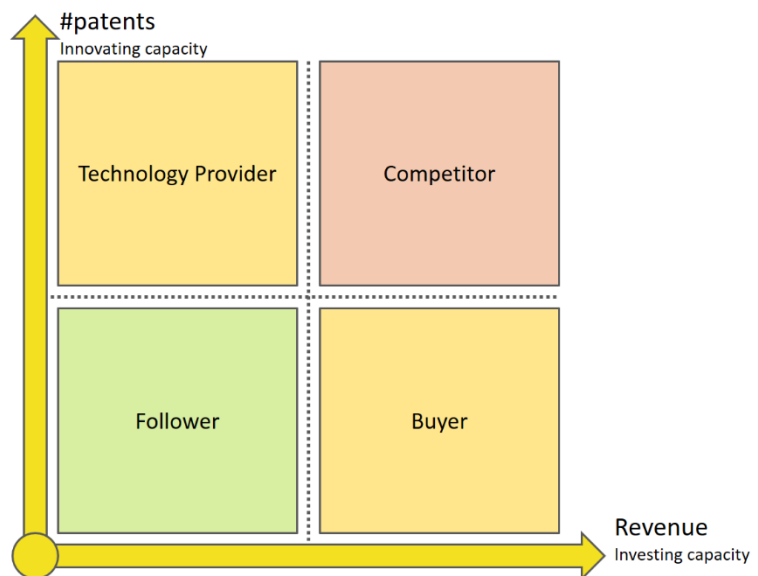 #patents
Innovating capacity
Technology Provider
Competitor
Follower
Buyer
Revenue
Investing capacity